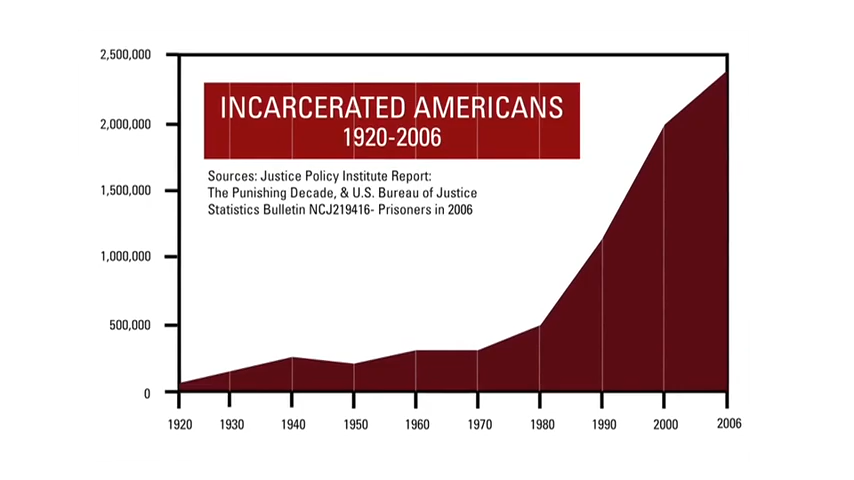 2,500,000
INCARCERATED AMERICANS
1920-2006
2,000,000
Sources: Justice Policy Institute Report:
The Punishing Decade, & U.S. Bureau of Justice
Statistics Bulletin NCJ219416- Prisoners in 2006
1,500,000
1,000,000
500,000
0
1920 1930 1940 1950 1960 1970 1980 1990 2000 2006